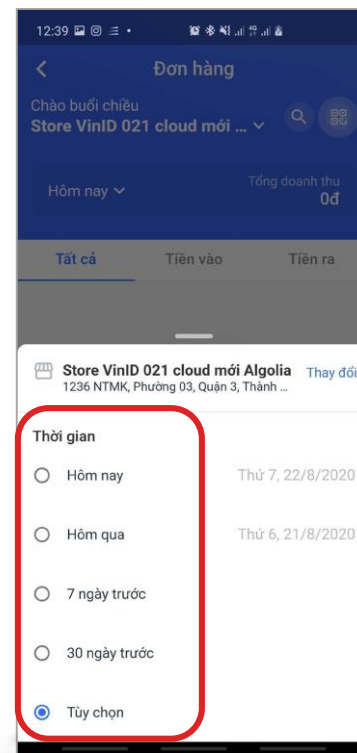 12:39
Đơn hàng
Chào buổi chiều
Store VinID 021 cloud mới ...
Hôm nay
Tổng doanh thu
0đ
Tất cả
Tiền vào
Tiền ra
Store VinID 021 cloud mới Algolia
Thay đổi
1236 NTMK, Phường 03, Quận 3, Thành ...
Thời gian
Hôm nay
Thứ 7, 22/8/2020
Hôm qua
Thứ 6, 21/8/2020
7 ngày trước
30 ngày trước
Tùy chọn